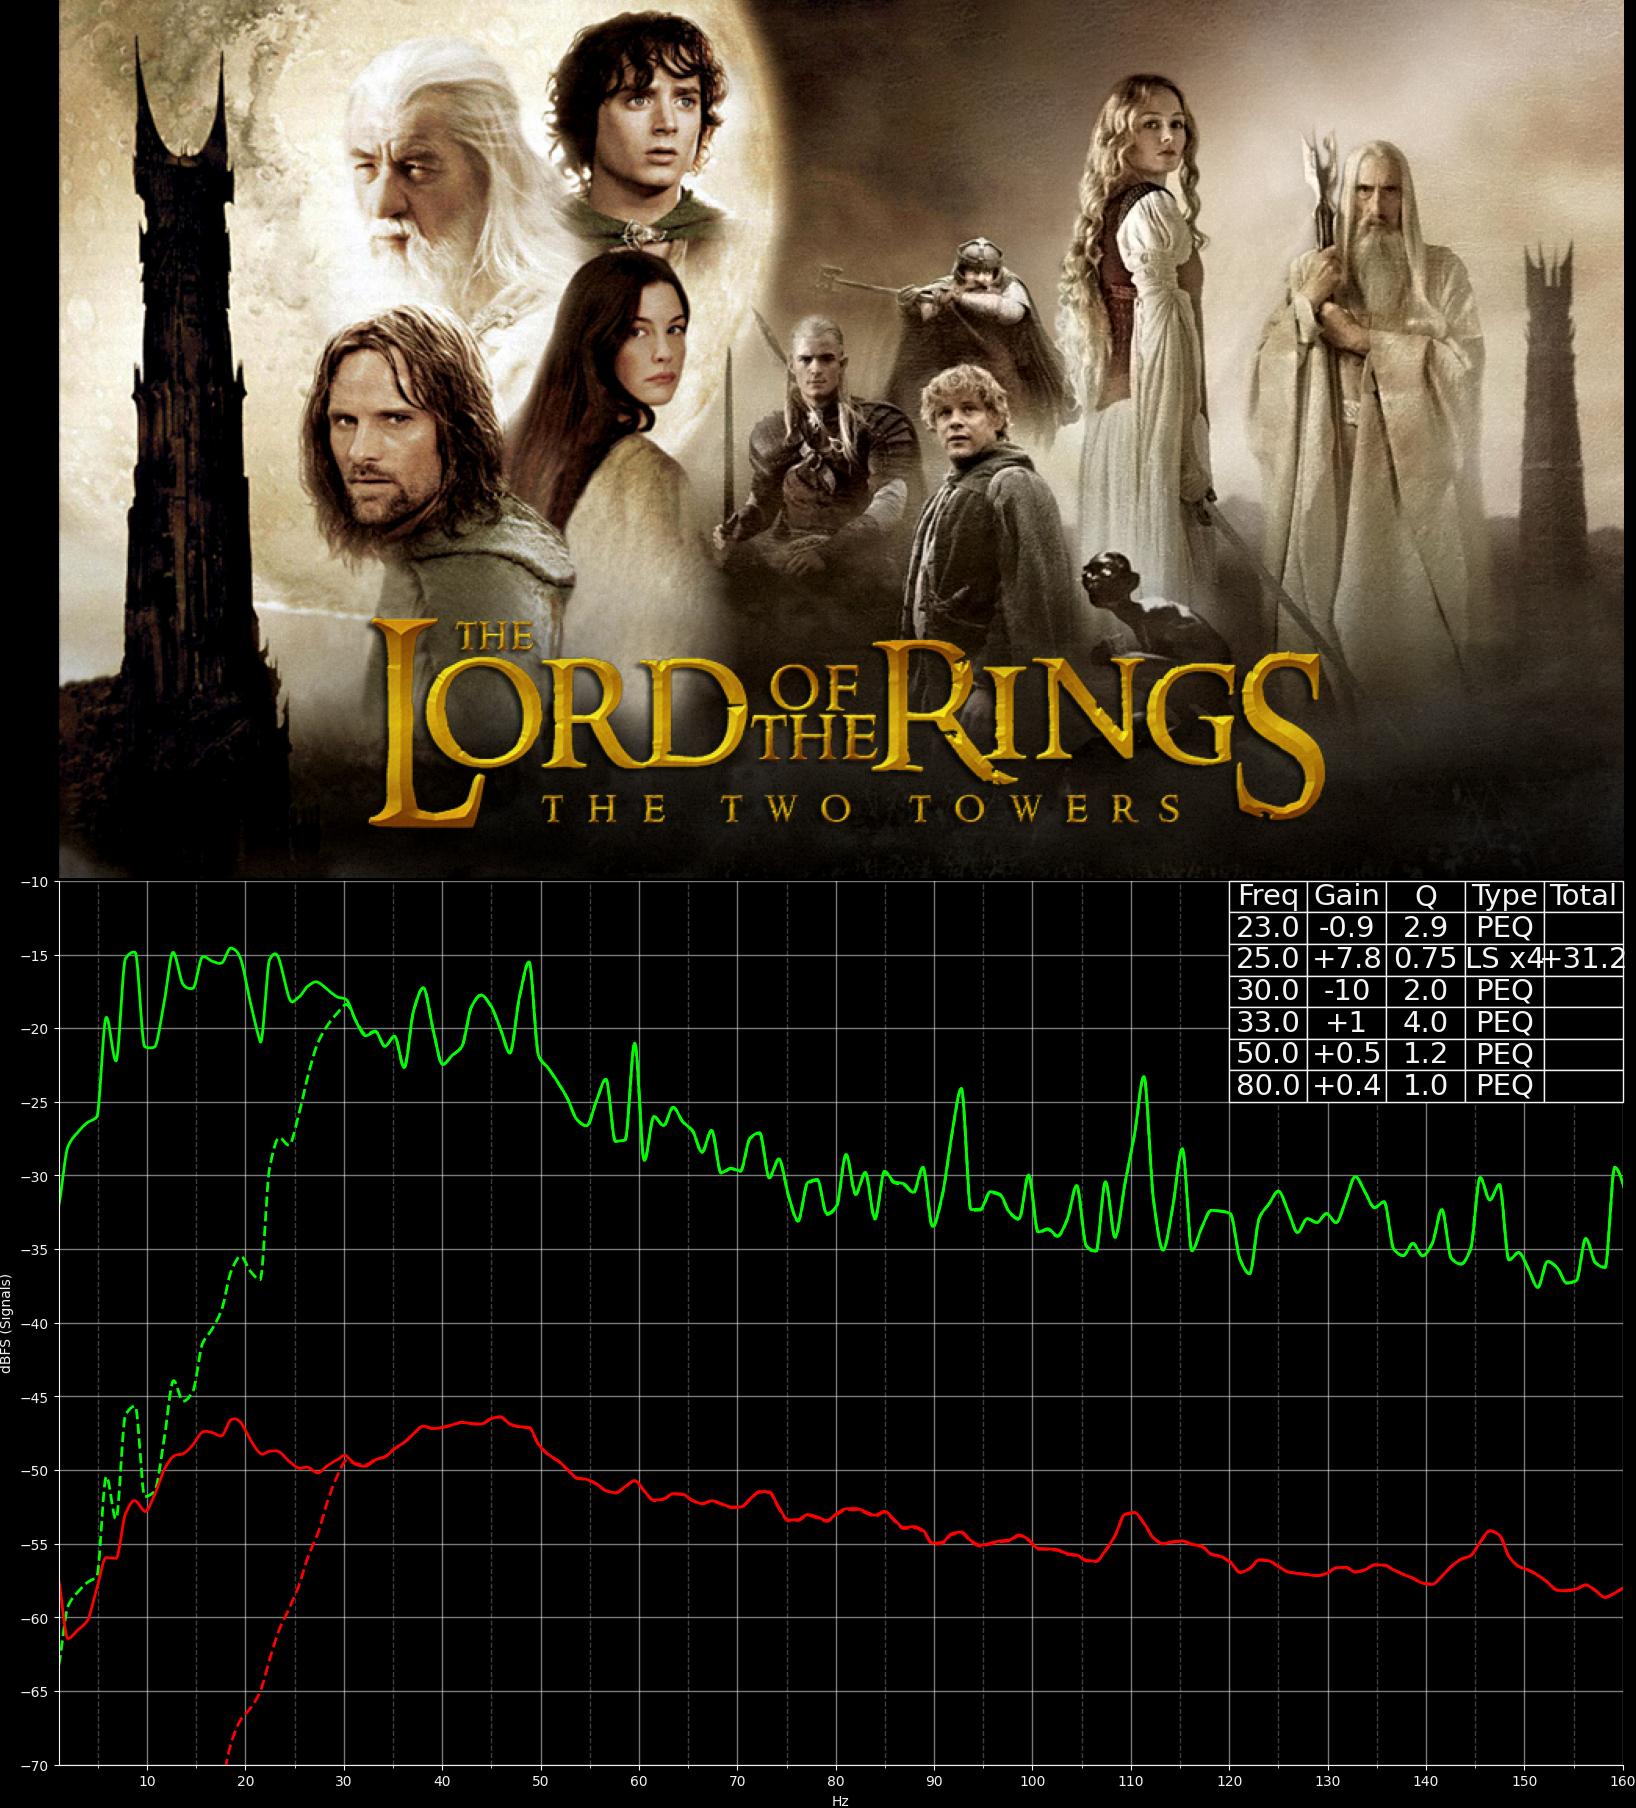 THE
LORD OF THE RINGS
THE TWO TOWERS
Freq Gain Q Type Total
23.0 -0.9 2.9 PEQ
25.0 +7.8 0.75 LS x4 +31.2
30.0 -10 2.0 PEQ
33.0 +1 4.0 PEQ
50.0 +0.5 1.2 PEQ
80.0 +0.4 1.0 PEQ
−10
−15
−20
−25
−30
−35
−40
−45
−50
−55
−60
−65
−70
dBFS (Signals)
10 20 30 40 50 60 70 80 90 100 110 120 130 140 150 160
Hz